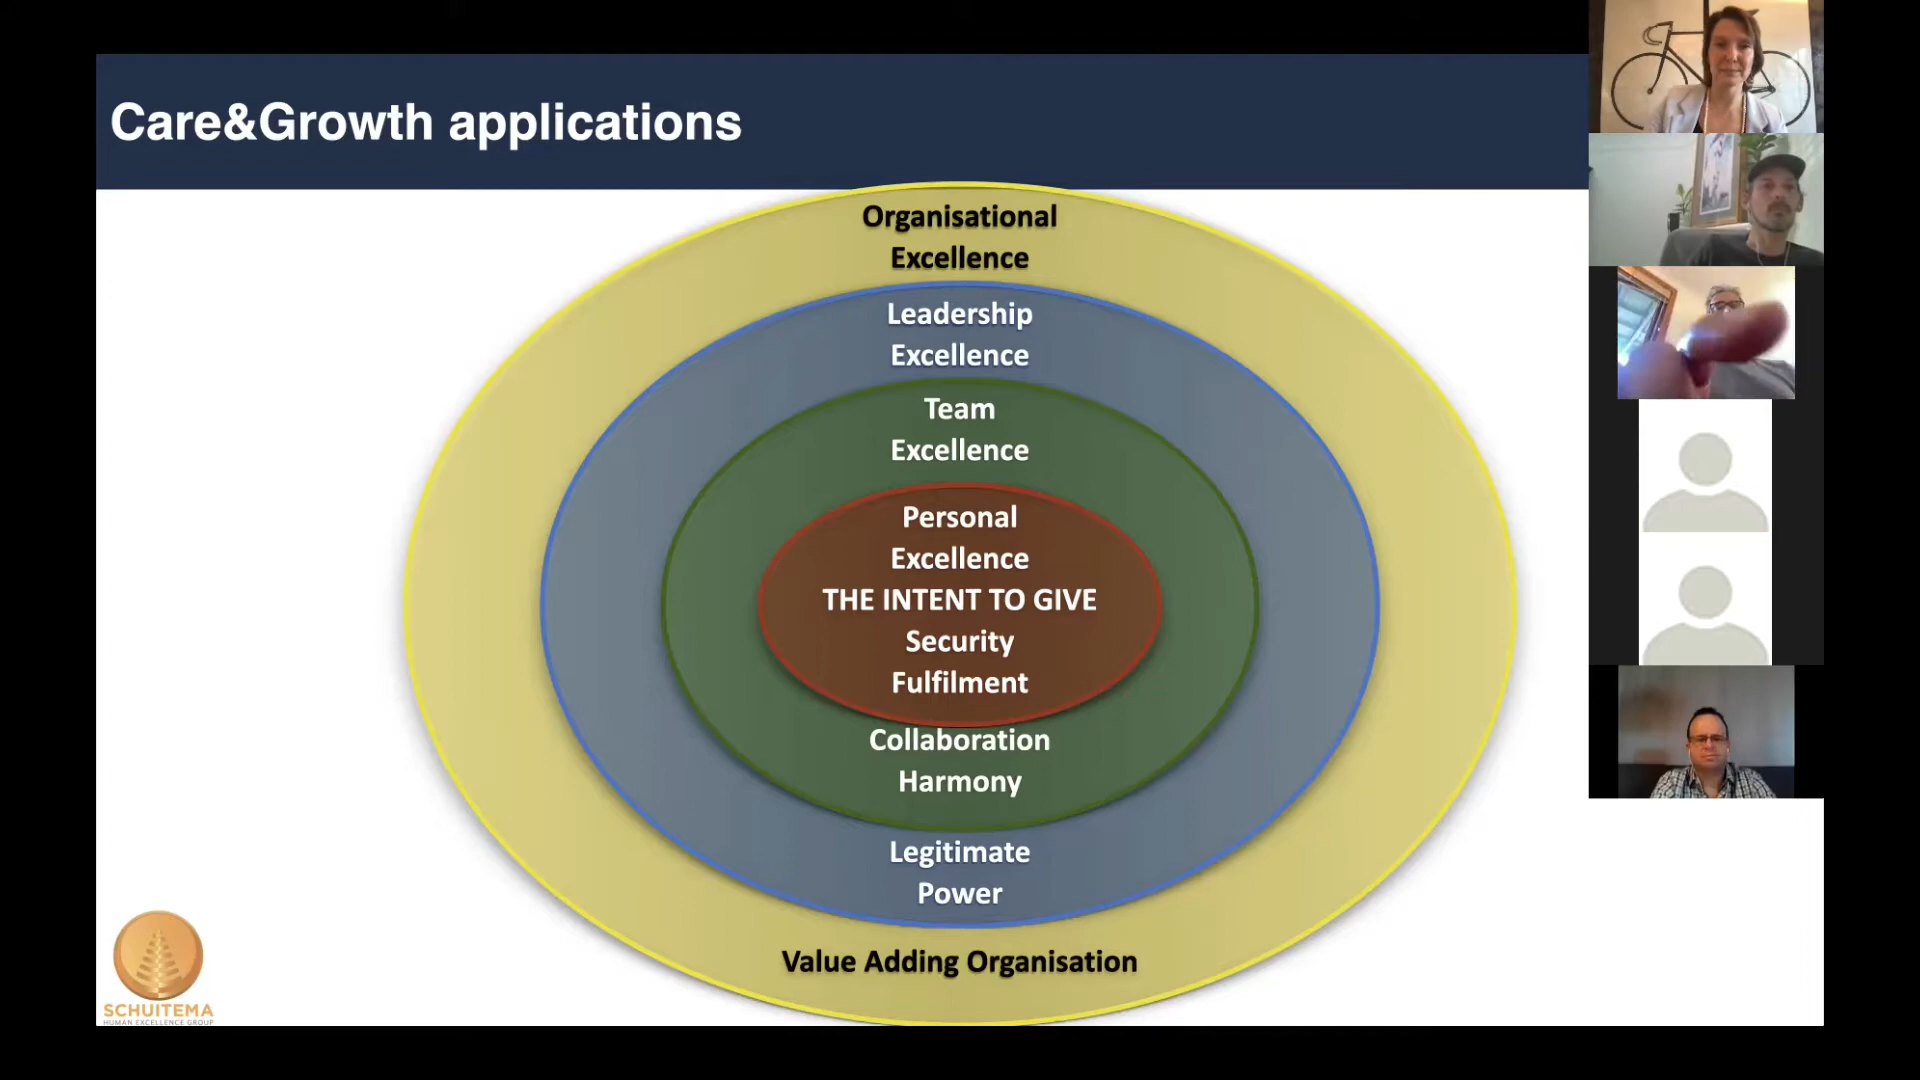 Care&Growth applications
Organisational
Excellence
Leadership
Excellence
Team
Excellence
Personal
Excellence
THE INTENT TO GIVE
Security
Fulfilment
Collaboration
Harmony
Legitimate
Power
Value Adding Organisation
SCHUITEMA
HUMAN EXCELLENCE GROUP